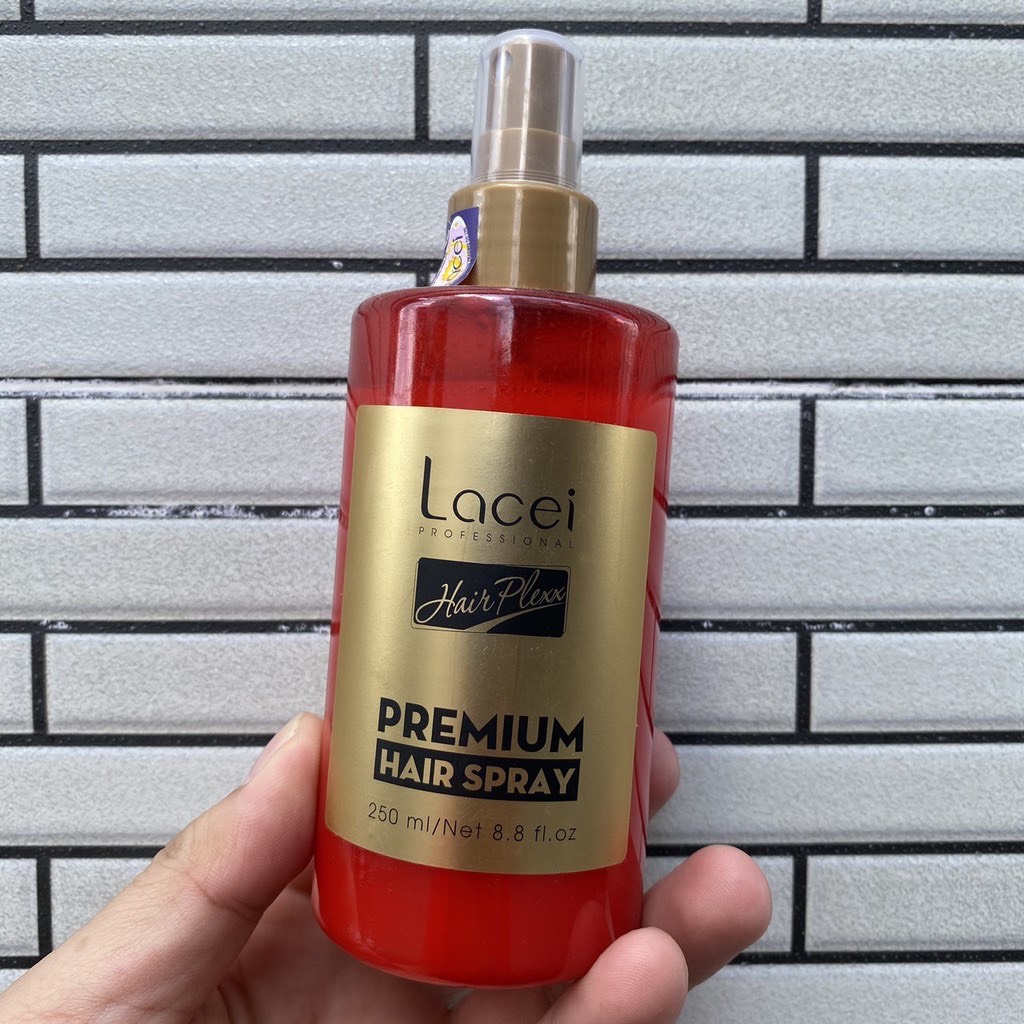 Lacei
PROFESSIONAL
Hair Plexx
PREMIUM
HAIR SPRAY
250 ml/Net 8.8 fl.oz